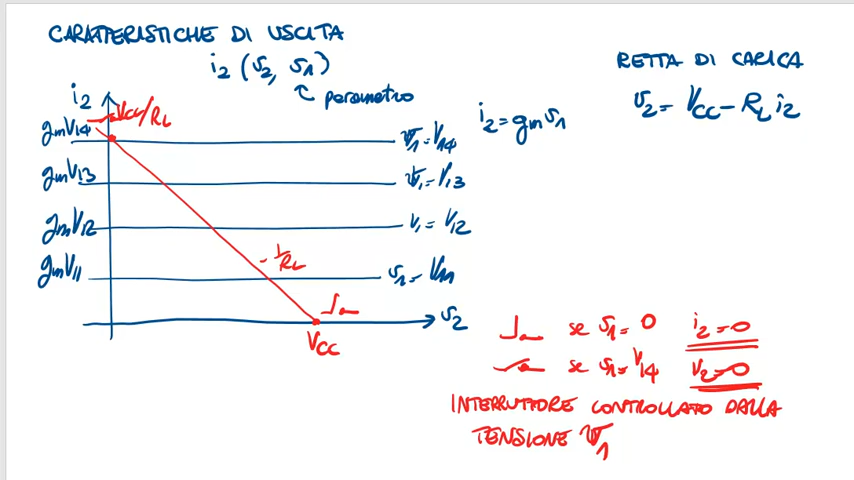 CARATTERISTICHE DI USCITA
i2 (v2, v1)
parametro
RETTA DI CARICA
v2 = VCC - RL i2
i2
VCC/RL
i2 = gm v1
gmV14
v1 = V14
gmV13
v1 = V13
gmV12
v1 = V12
gmV11
v1 = V11
-1/RL
v2
VCC
se v1 = 0 i2 = 0
se v1 = V14 v2 = 0
INTERRUTTORE CONTROLLATO DALLA
TENSIONE v1